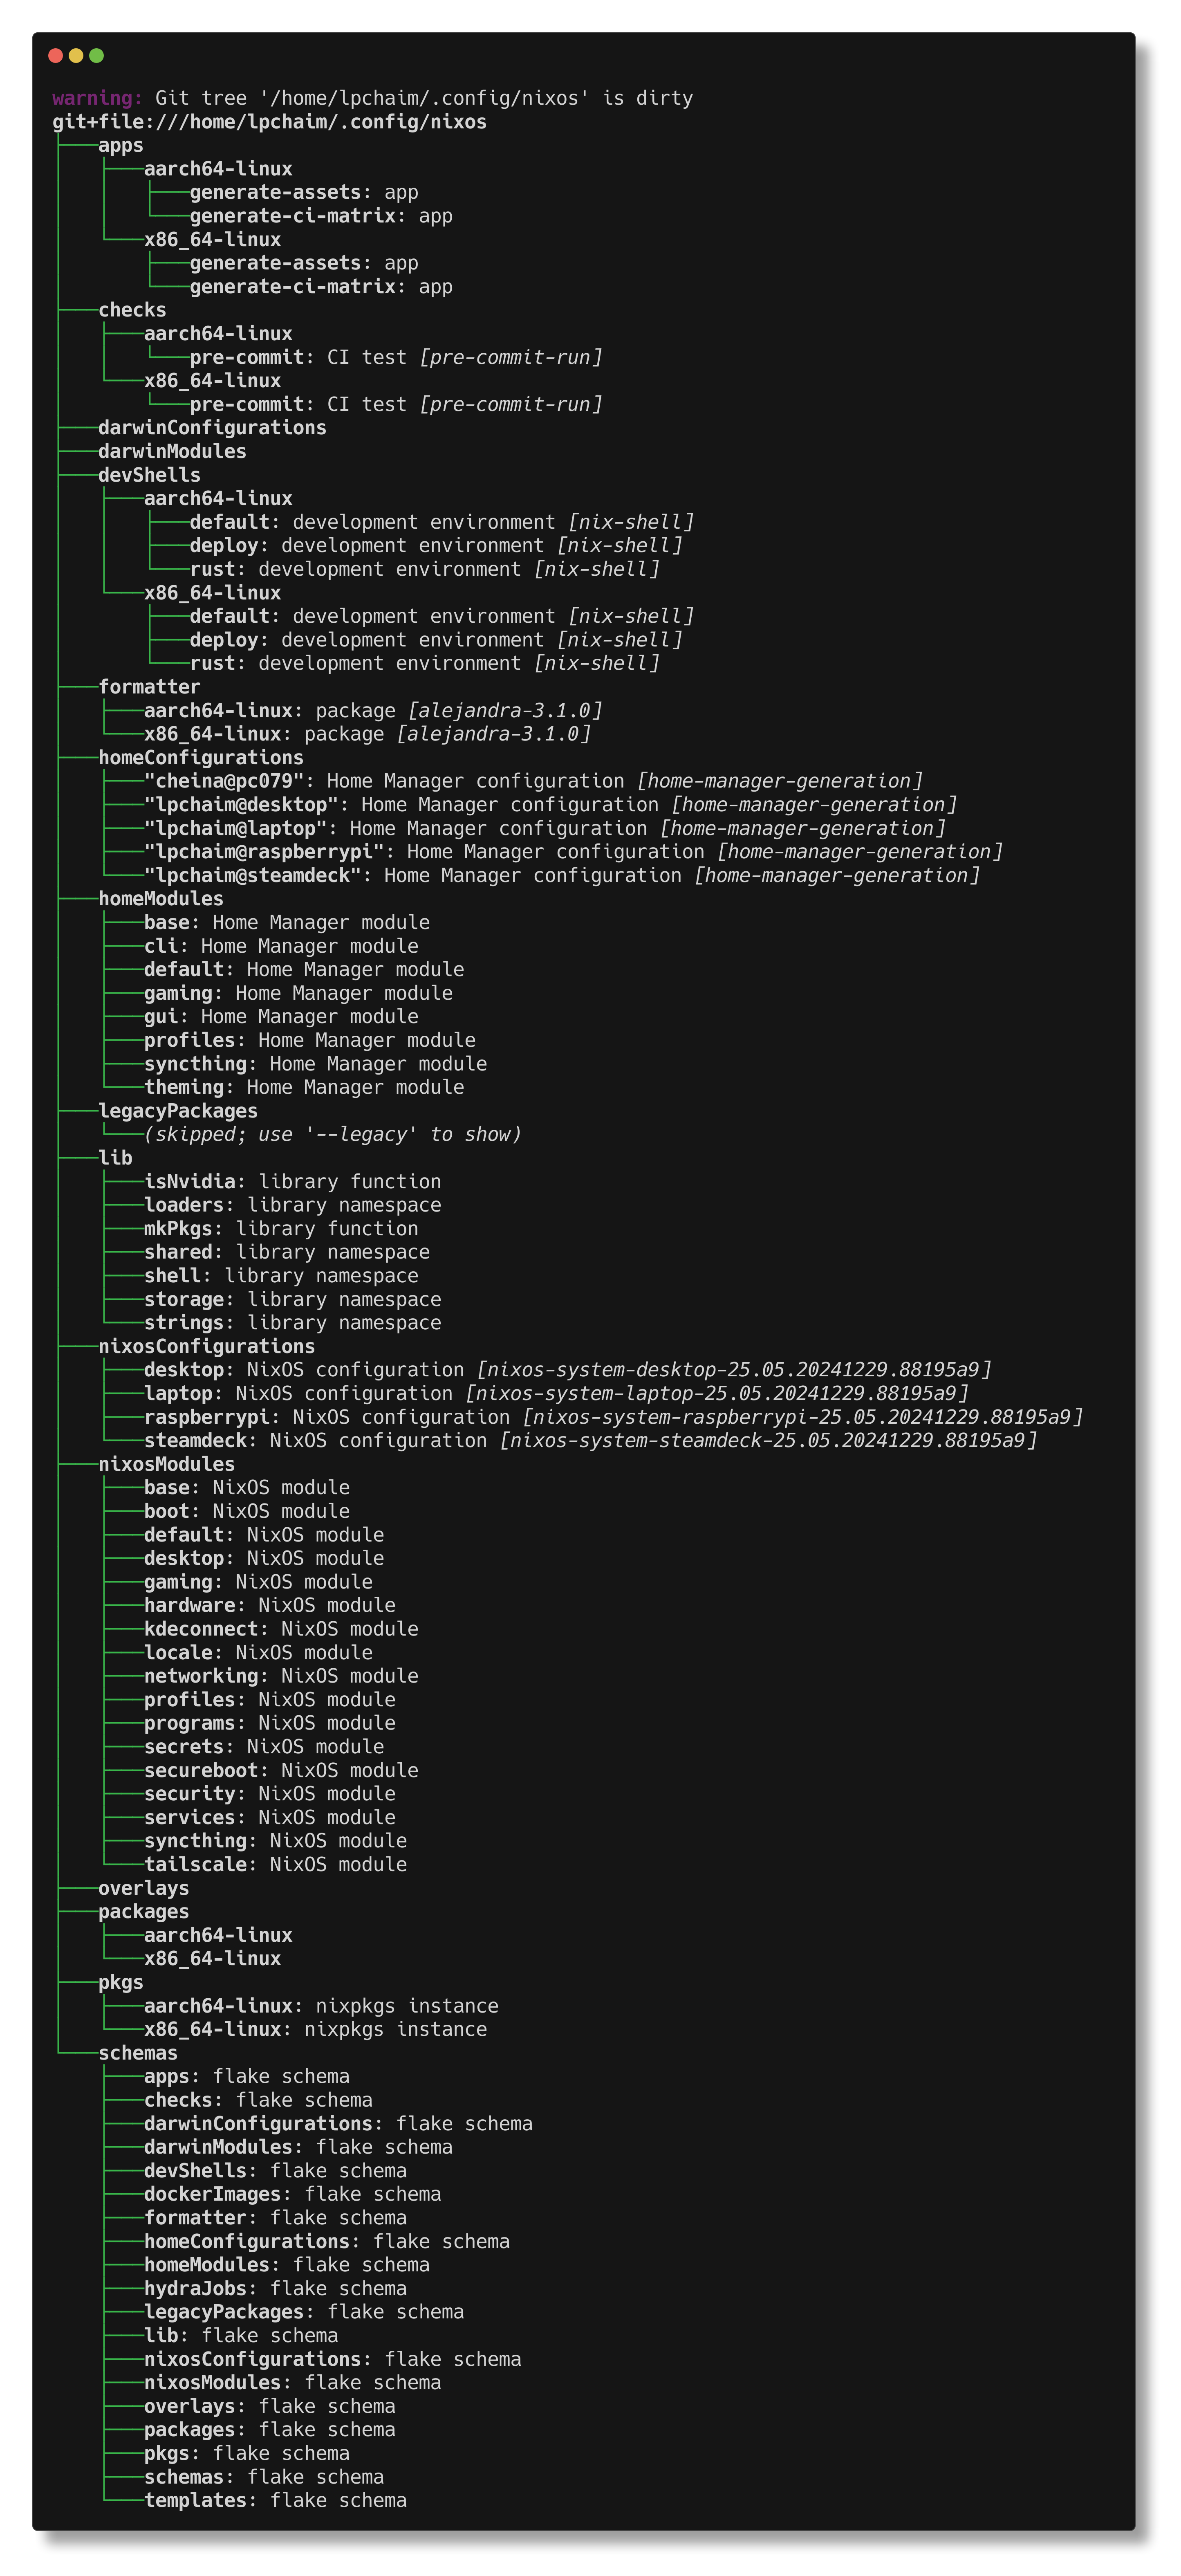 warning: Git tree '/home/lpchaim/.config/nixos' is dirty
git+file:///home/lpchaim/.config/nixos
├───apps
│   ├───aarch64-linux
│   │   ├───generate-assets: app
│   │   └───generate-ci-matrix: app
│   └───x86_64-linux
│       ├───generate-assets: app
│       └───generate-ci-matrix: app
├───checks
│   ├───aarch64-linux
│   │   └───pre-commit: CI test [pre-commit-run]
│   └───x86_64-linux
│       └───pre-commit: CI test [pre-commit-run]
├───darwinConfigurations
├───darwinModules
├───devShells
│   ├───aarch64-linux
│   │   ├───default: development environment [nix-shell]
│   │   ├───deploy: development environment [nix-shell]
│   │   └───rust: development environment [nix-shell]
│   └───x86_64-linux
│       ├───default: development environment [nix-shell]
│       ├───deploy: development environment [nix-shell]
│       └───rust: development environment [nix-shell]
├───formatter
│   ├───aarch64-linux: package [alejandra-3.1.0]
│   └───x86_64-linux: package [alejandra-3.1.0]
├───homeConfigurations
│   ├───"cheina@pc079": Home Manager configuration [home-manager-generation]
│   ├───"lpchaim@desktop": Home Manager configuration [home-manager-generation]
│   ├───"lpchaim@laptop": Home Manager configuration [home-manager-generation]
│   ├───"lpchaim@raspberrypi": Home Manager configuration [home-manager-generation]
│   └───"lpchaim@steamdeck": Home Manager configuration [home-manager-generation]
├───homeModules
│   ├───base: Home Manager module
│   ├───cli: Home Manager module
│   ├───default: Home Manager module
│   ├───gaming: Home Manager module
│   ├───gui: Home Manager module
│   ├───profiles: Home Manager module
│   ├───syncthing: Home Manager module
│   └───theming: Home Manager module
├───legacyPackages
│   └───(skipped; use '--legacy' to show)
├───lib
│   ├───isNvidia: library function
│   ├───loaders: library namespace
│   ├───mkPkgs: library function
│   ├───shared: library namespace
│   ├───shell: library namespace
│   ├───storage: library namespace
│   └───strings: library namespace
├───nixosConfigurations
│   ├───desktop: NixOS configuration [nixos-system-desktop-25.05.20241229.88195a9]
│   ├───laptop: NixOS configuration [nixos-system-laptop-25.05.20241229.88195a9]
│   ├───raspberrypi: NixOS configuration [nixos-system-raspberrypi-25.05.20241229.88195a9]
│   └───steamdeck: NixOS configuration [nixos-system-steamdeck-25.05.20241229.88195a9]
├───nixosModules
│   ├───base: NixOS module
│   ├───boot: NixOS module
│   ├───default: NixOS module
│   ├───desktop: NixOS module
│   ├───gaming: NixOS module
│   ├───hardware: NixOS module
│   ├───kdeconnect: NixOS module
│   ├───locale: NixOS module
│   ├───networking: NixOS module
│   ├───profiles: NixOS module
│   ├───programs: NixOS module
│   ├───secrets: NixOS module
│   ├───secureboot: NixOS module
│   ├───security: NixOS module
│   ├───services: NixOS module
│   ├───syncthing: NixOS module
│   └───tailscale: NixOS module
├───overlays
├───packages
│   ├───aarch64-linux
│   └───x86_64-linux
├───pkgs
│   ├───aarch64-linux: nixpkgs instance
│   └───x86_64-linux: nixpkgs instance
└───schemas
    ├───apps: flake schema
    ├───checks: flake schema
    ├───darwinConfigurations: flake schema
    ├───darwinModules: flake schema
    ├───devShells: flake schema
    ├───dockerImages: flake schema
    ├───formatter: flake schema
    ├───homeConfigurations: flake schema
    ├───homeModules: flake schema
    ├───hydraJobs: flake schema
    ├───legacyPackages: flake schema
    ├───lib: flake schema
    ├───nixosConfigurations: flake schema
    ├───nixosModules: flake schema
    ├───overlays: flake schema
    ├───packages: flake schema
    ├───pkgs: flake schema
    ├───schemas: flake schema
    └───templates: flake schema